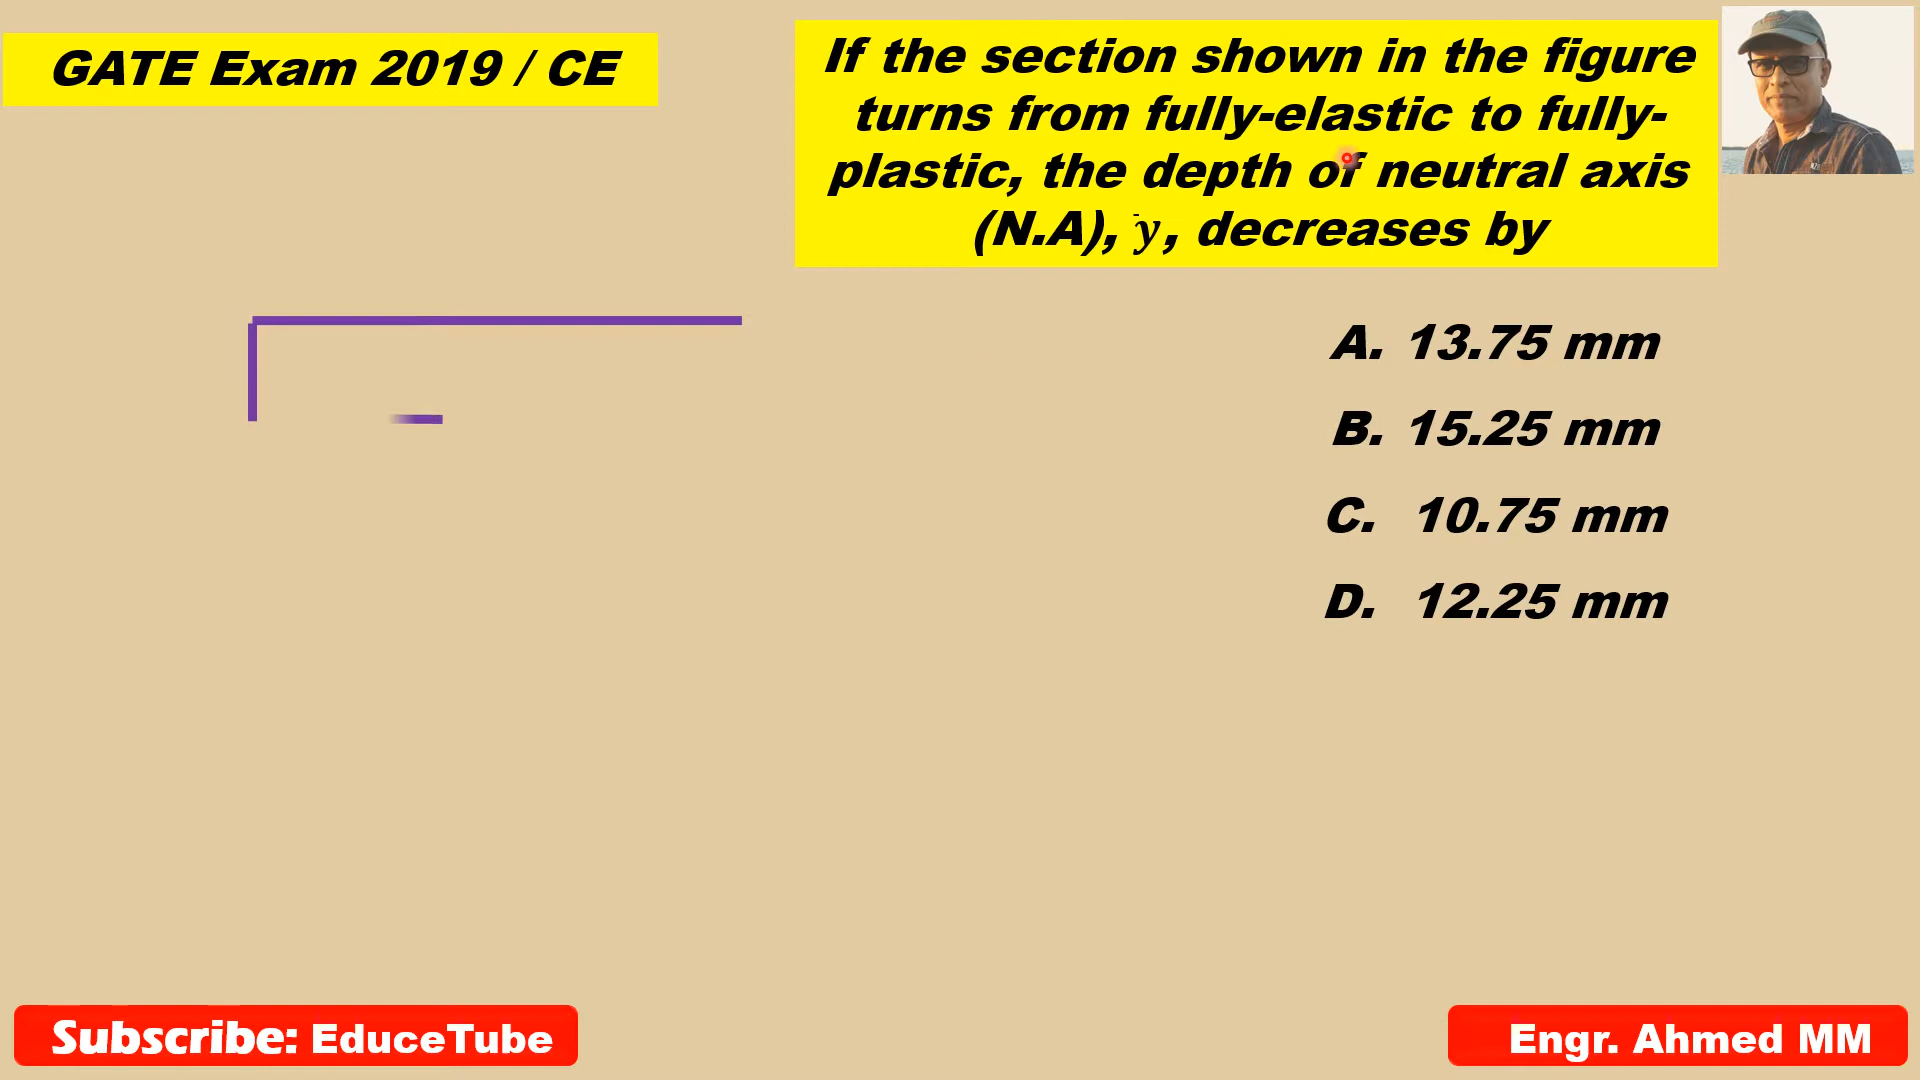 GATE Exam 2019 / CE
If the section shown in the figure
turns from fully-elastic to fully-
plastic, the depth of neutral axis
(N.A), ȳ, decreases by
A. 13.75 mm
B. 15.25 mm
C. 10.75 mm
D. 12.25 mm
Subscribe: EduceTube
Engr. Ahmed MM